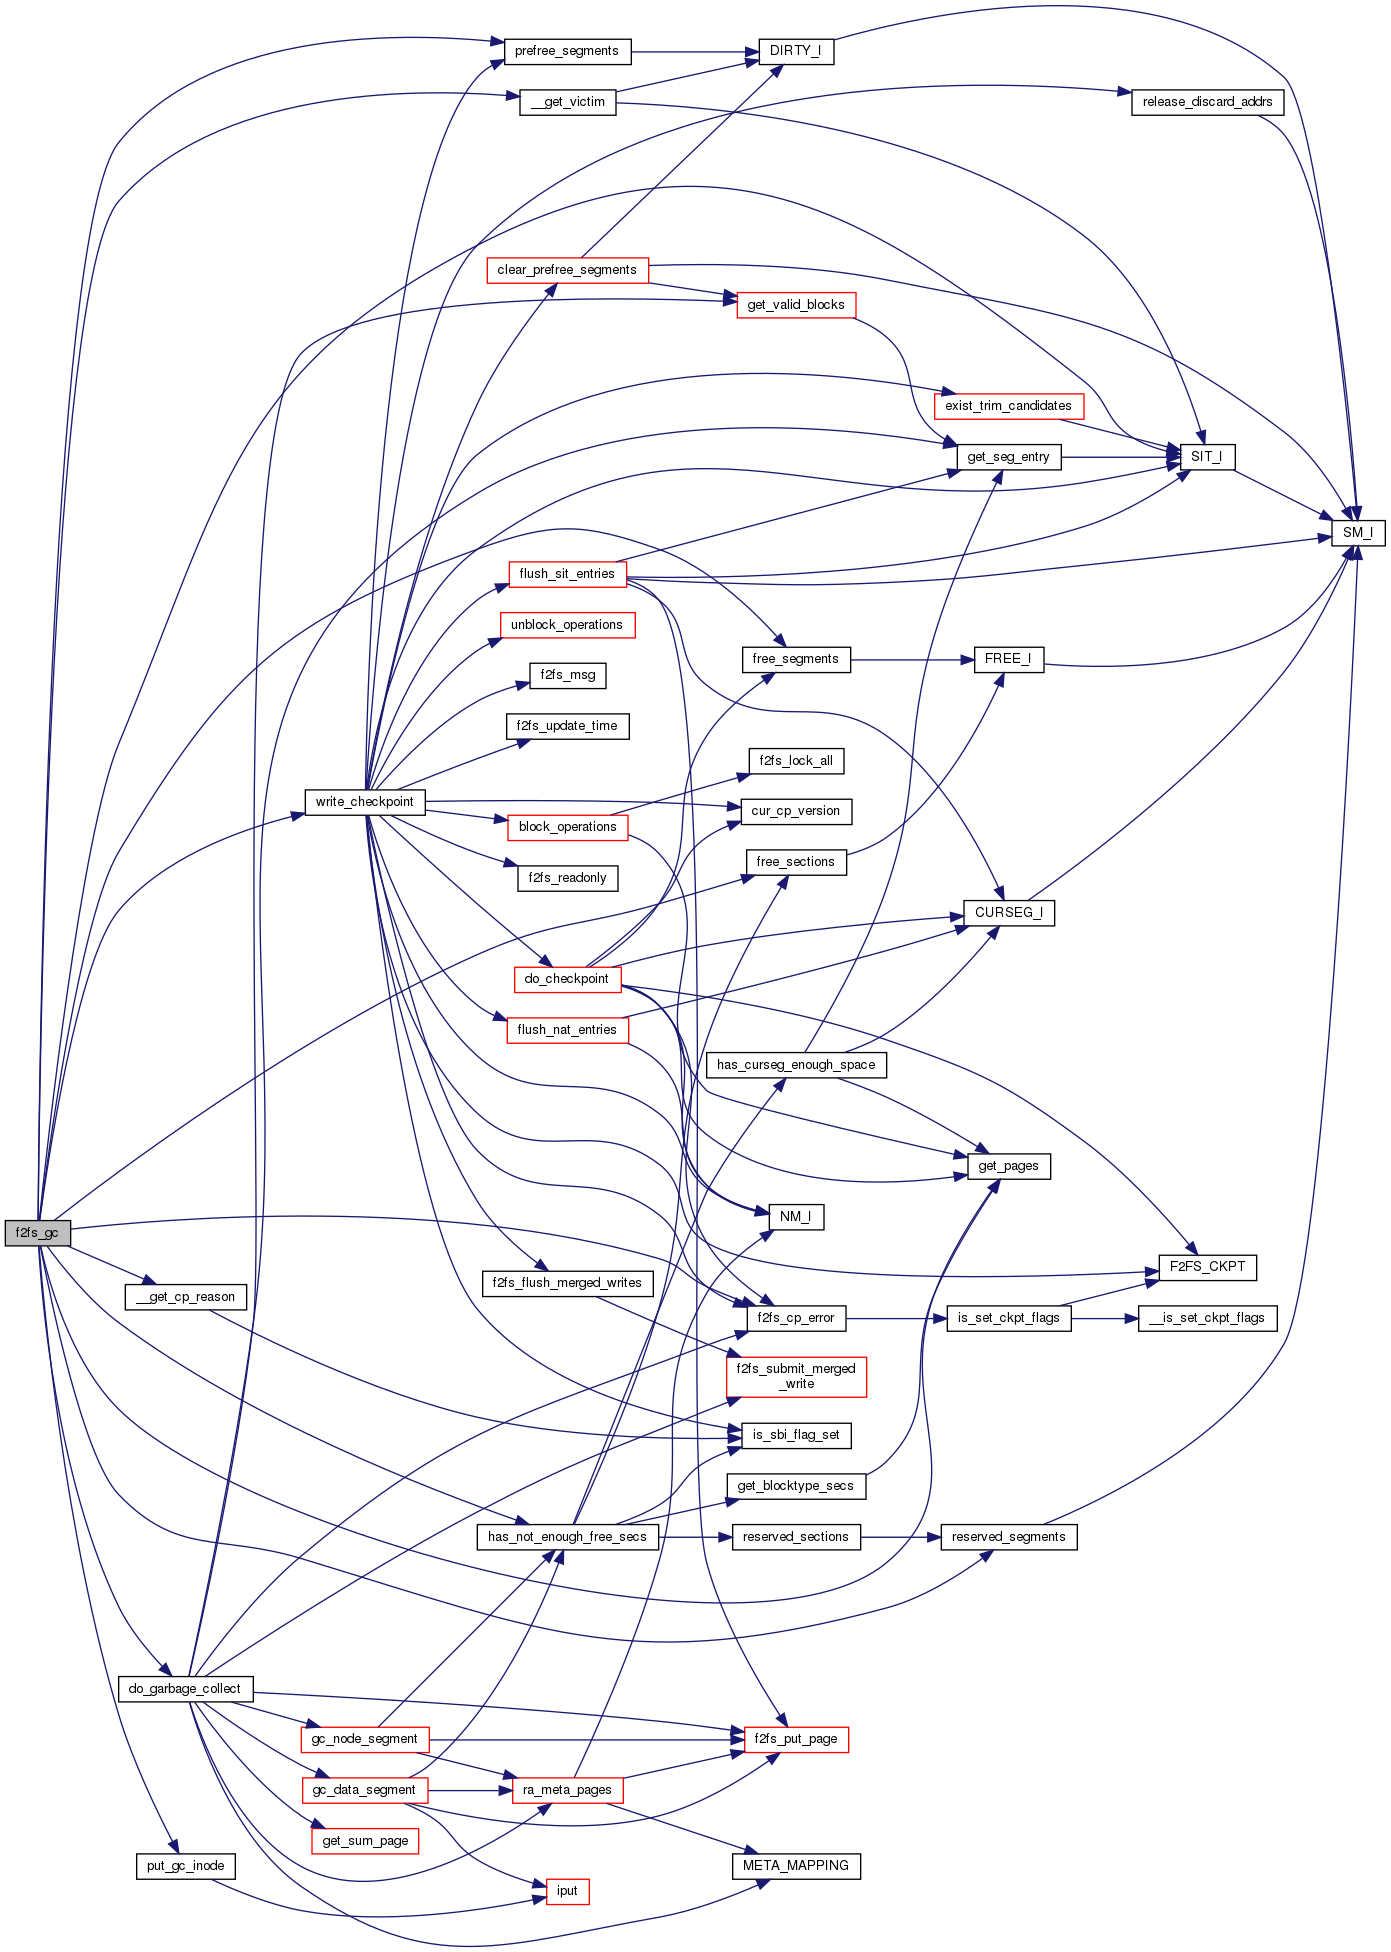 prefree_segments
DIRTY_I
__get_victim
release_discard_addrs
clear_prefree_segments
get_valid_blocks
exist_trim_candidates
get_seg_entry
SIT_I
SM_I
flush_sit_entries
unblock_operations
free_segments
FREE_I
f2fs_msg
f2fs_update_time
f2fs_lock_all
write_checkpoint
cur_cp_version
block_operations
free_sections
f2fs_readonly
CURSEG_I
do_checkpoint
flush_nat_entries
has_curseg_enough_space
get_pages
NM_I
f2fs_gc
F2FS_CKPT
f2fs_flush_merged_writes
__get_cp_reason
f2fs_cp_error
is_set_ckpt_flags
__is_set_ckpt_flags
f2fs_submit_merged
_write
is_sbi_flag_set
get_blocktype_secs
has_not_enough_free_secs
reserved_sections
reserved_segments
do_garbage_collect
gc_node_segment
f2fs_put_page
gc_data_segment
ra_meta_pages
get_sum_page
put_gc_inode
META_MAPPING
iput